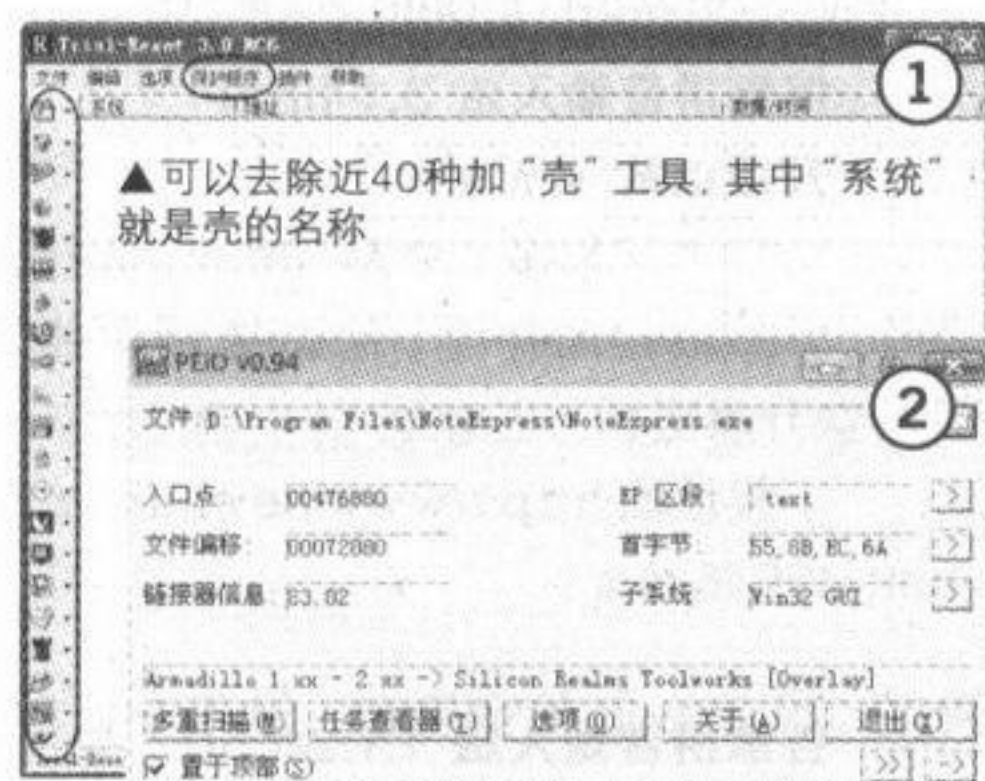 Trial-Reset 3.0 RC6
文件 编辑 选项 保护程序 插件 帮助
系统 地址 数据/时间
①
▲可以去除近40种加“壳”工具,其中“系统”
就是壳的名称
PEiD v0.94
②
文件: D:\Program Files\NoteExpress\NoteExpress.exe
入口点: 00476880 EP 区段: .text >
文件偏移: 00072880 首字节: 55,8B,EC,6A >
链接器信息: 83.82 子系统: Win32 GUI >
Armadillo 1.xx - 2.xx -> Silicon Realms Toolworks [Overlay]
多重扫描(M) 任务查看器(T) 选项(O) 关于(A) 退出(X)
置于顶部(S) >> ->